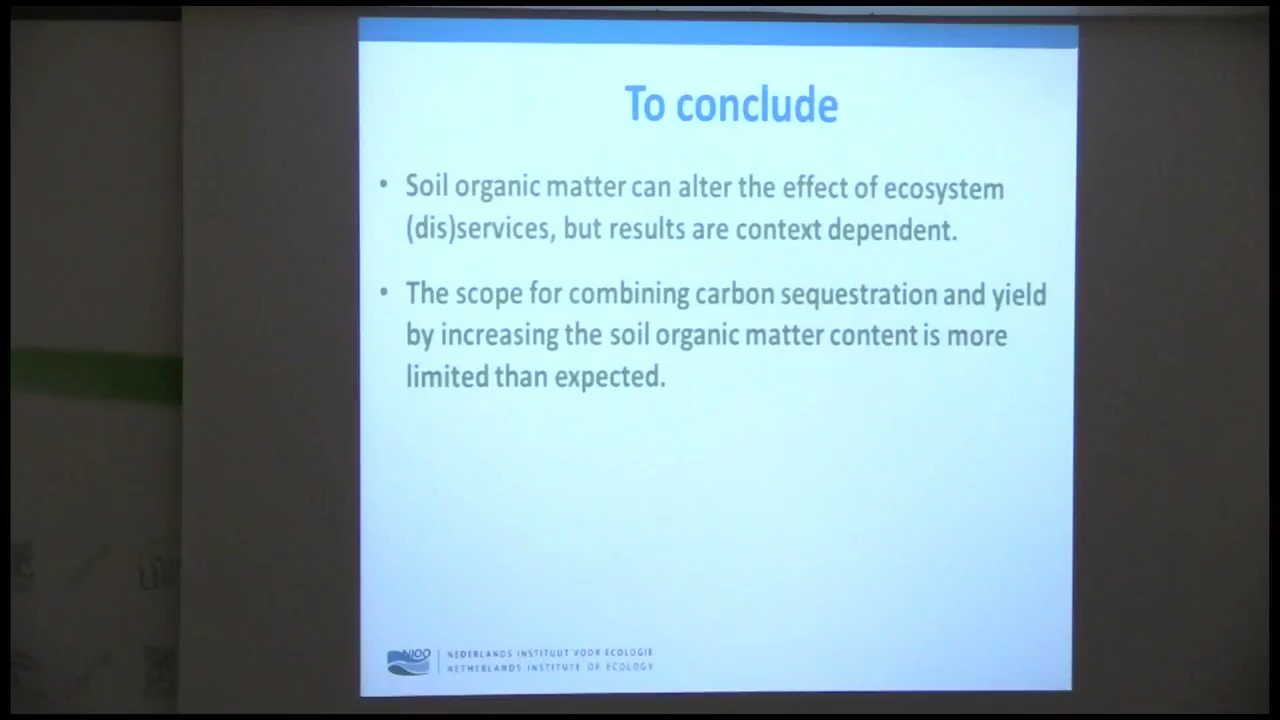 To conclude
• Soil organic matter can alter the effect of ecosystem
(dis)services, but results are context dependent.
• The scope for combining carbon sequestration and yield
by increasing the soil organic matter content is more
limited than expected.
NIOO
NEDERLANDS INSTITUUT VOOR ECOLOGIE
NETHERLANDS INSTITUTE OF ECOLOGY